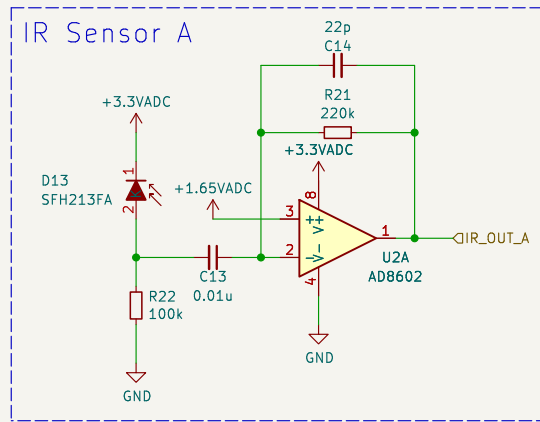 IR Sensor A
22p
C14
R21
220k
+3.3VADC
+3.3VADC
D13
SFH213FA
1
2
+1.65VADC
3
2
8
4
V+
V-
+
-
1
IR_OUT_A
U2A
AD8602
C13
0.01u
R22
100k
GND
GND